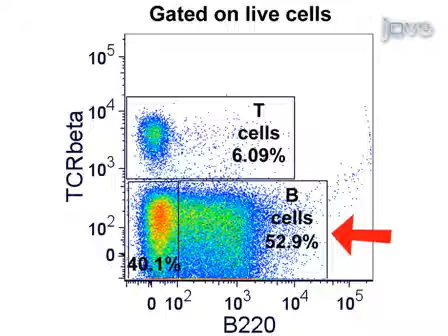 Gated on live cells
jove
10^5
10^4
10^3
10^2
0
TCRbeta
T
cells
6.09%
B
cells
52.9%
40.1%
0 10^2 10^3 10^4 10^5
B220